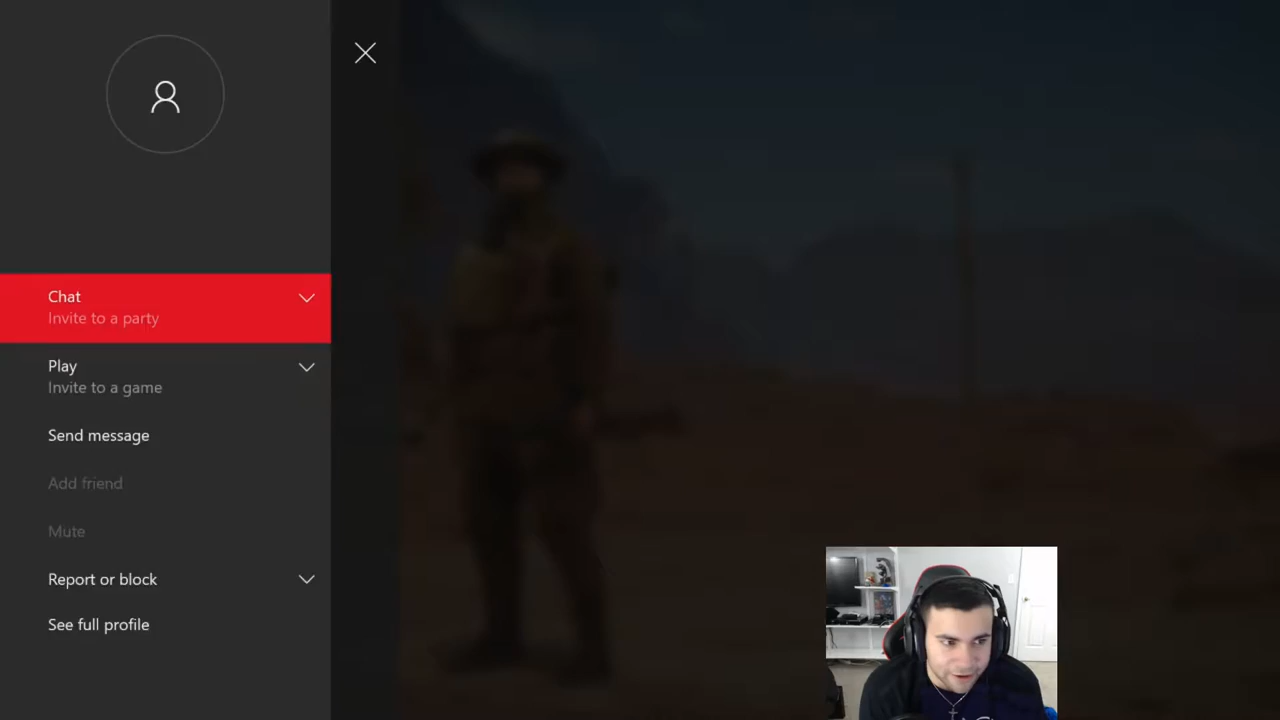 Chat
Invite to a party
Play
Invite to a game
Send message
Add friend
Mute
Report or block
See full profile